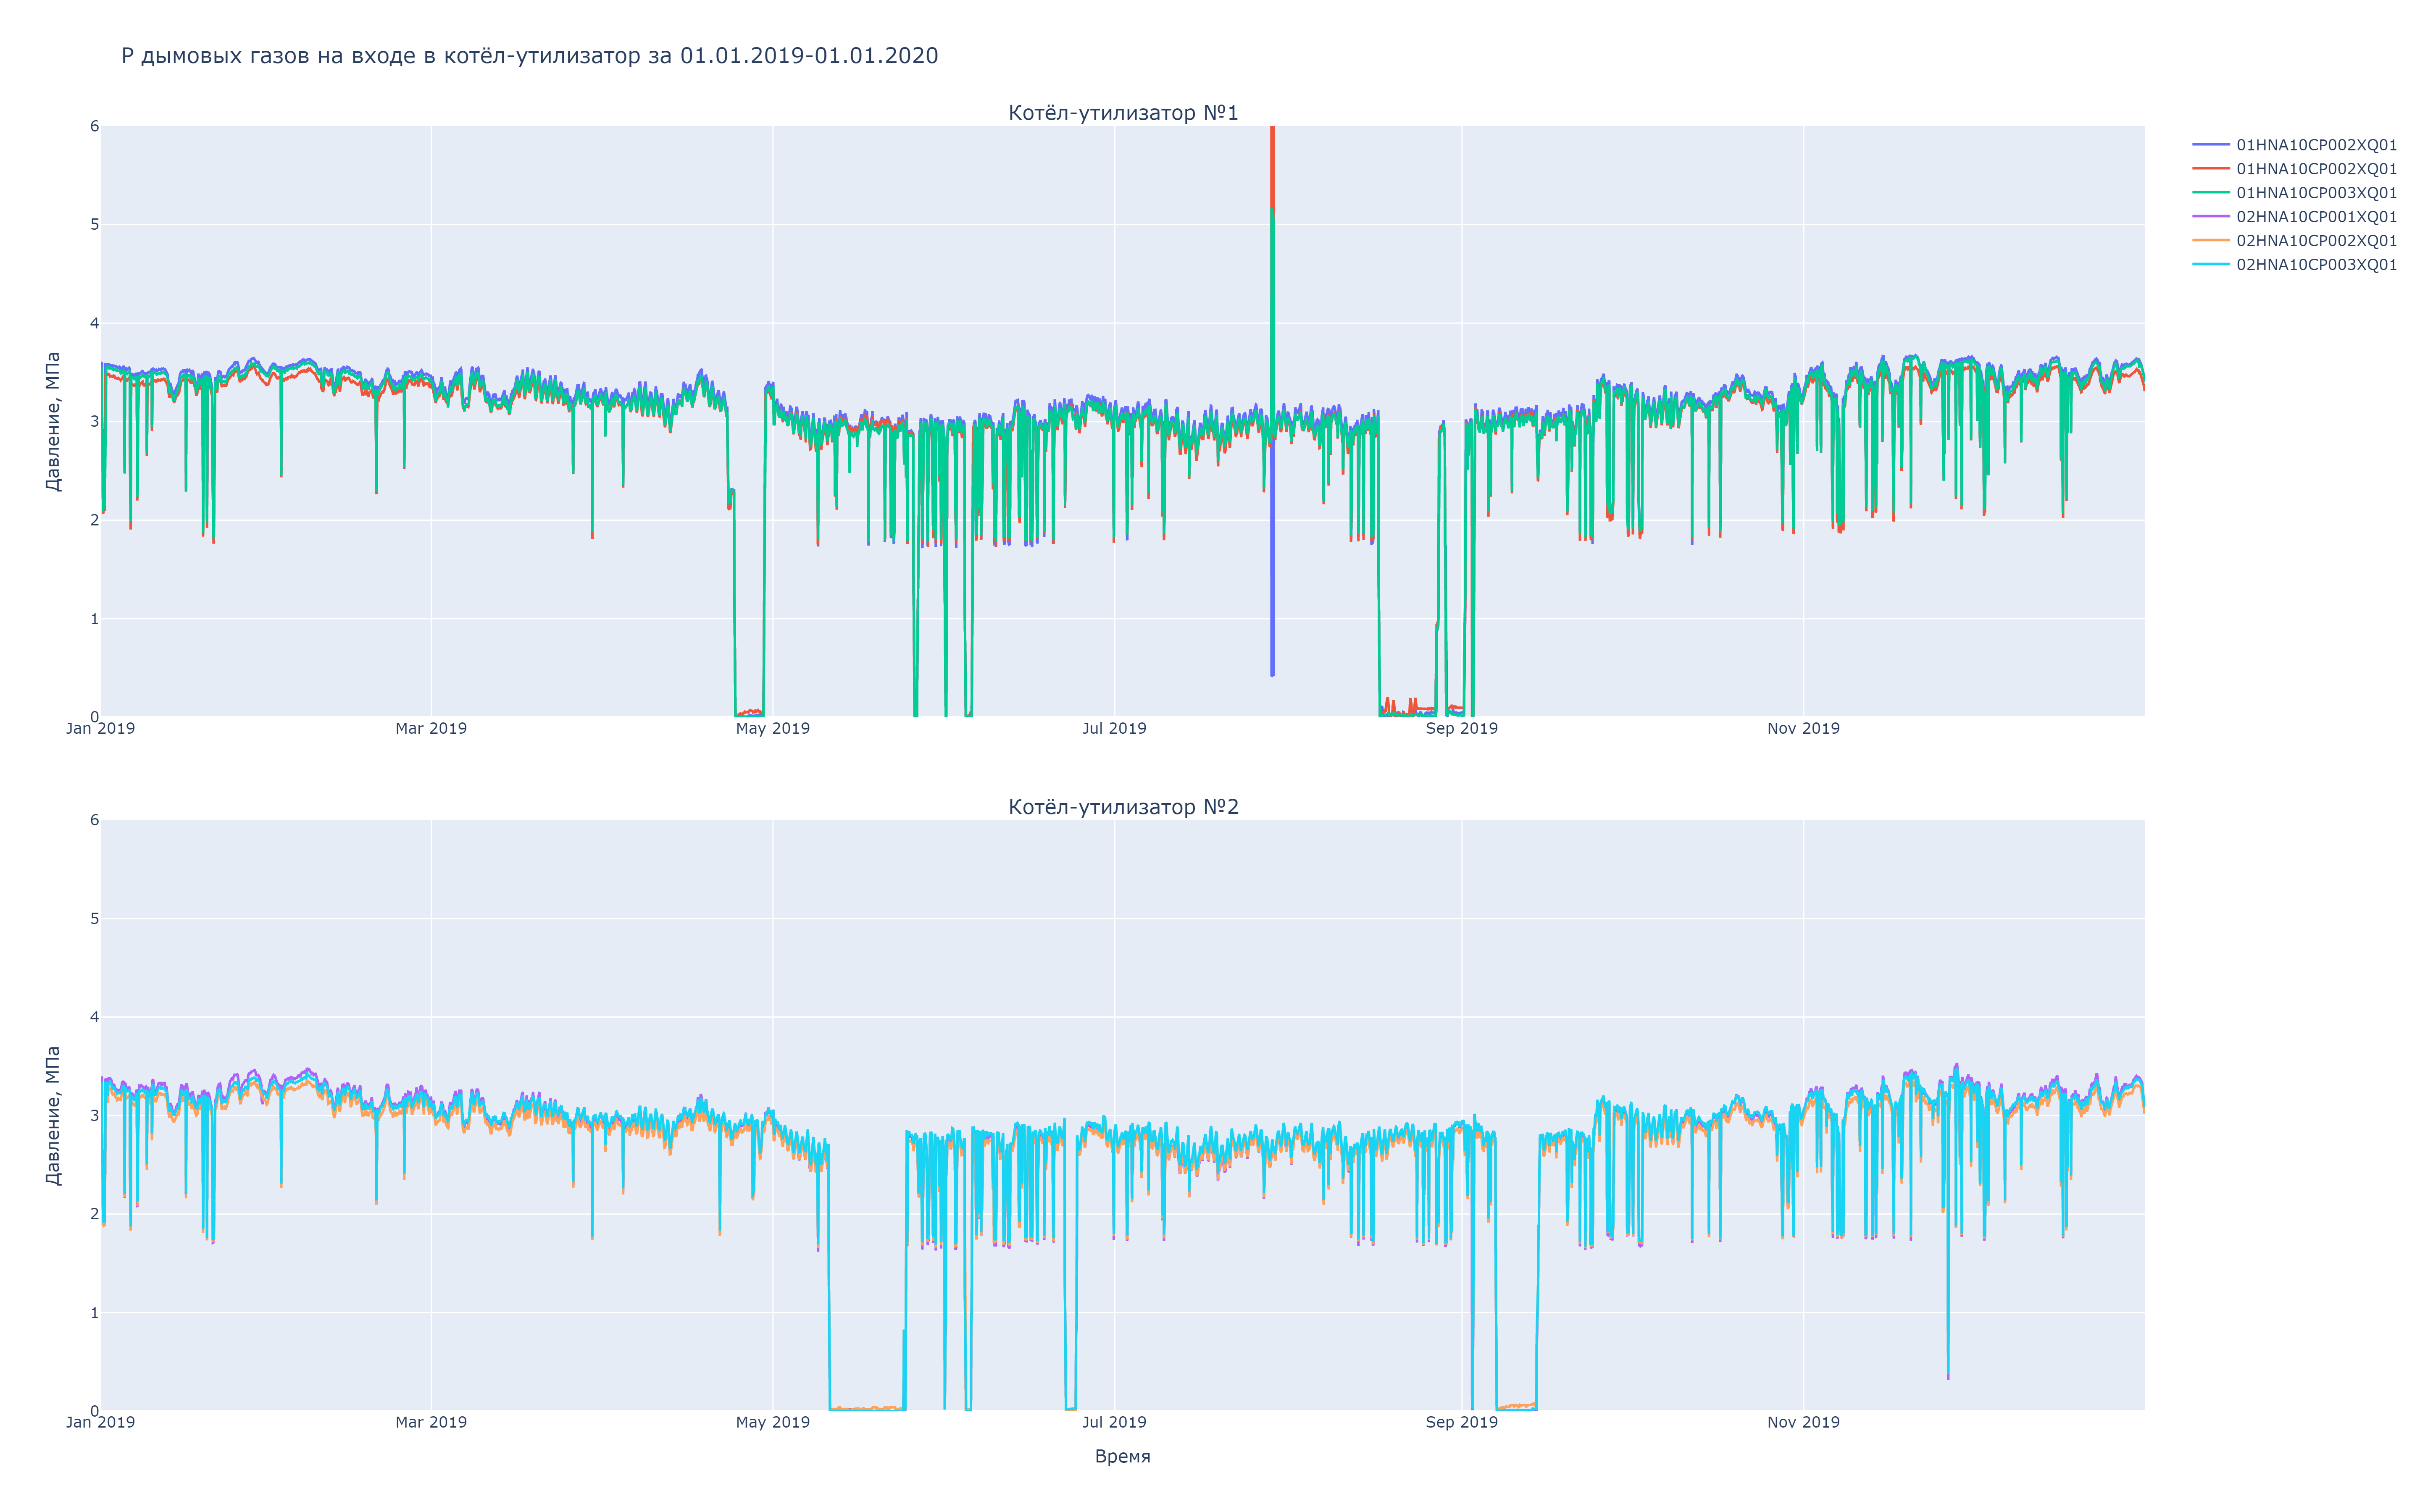 Р дымовых газов на входе в котёл-утилизатор за 01.01.2019-01.01.2020
Котёл-утилизатор №1
Давление, МПа
6
5
4
3
2
1
0
Jan 2019
Mar 2019
May 2019
Jul 2019
Sep 2019
Nov 2019
01HNA10CP002XQ01
01HNA10CP002XQ01
01HNA10CP003XQ01
02HNA10CP001XQ01
02HNA10CP002XQ01
02HNA10CP003XQ01
Котёл-утилизатор №2
Давление, МПа
6
5
4
3
2
1
0
Jan 2019
Mar 2019
May 2019
Jul 2019
Sep 2019
Nov 2019
Время